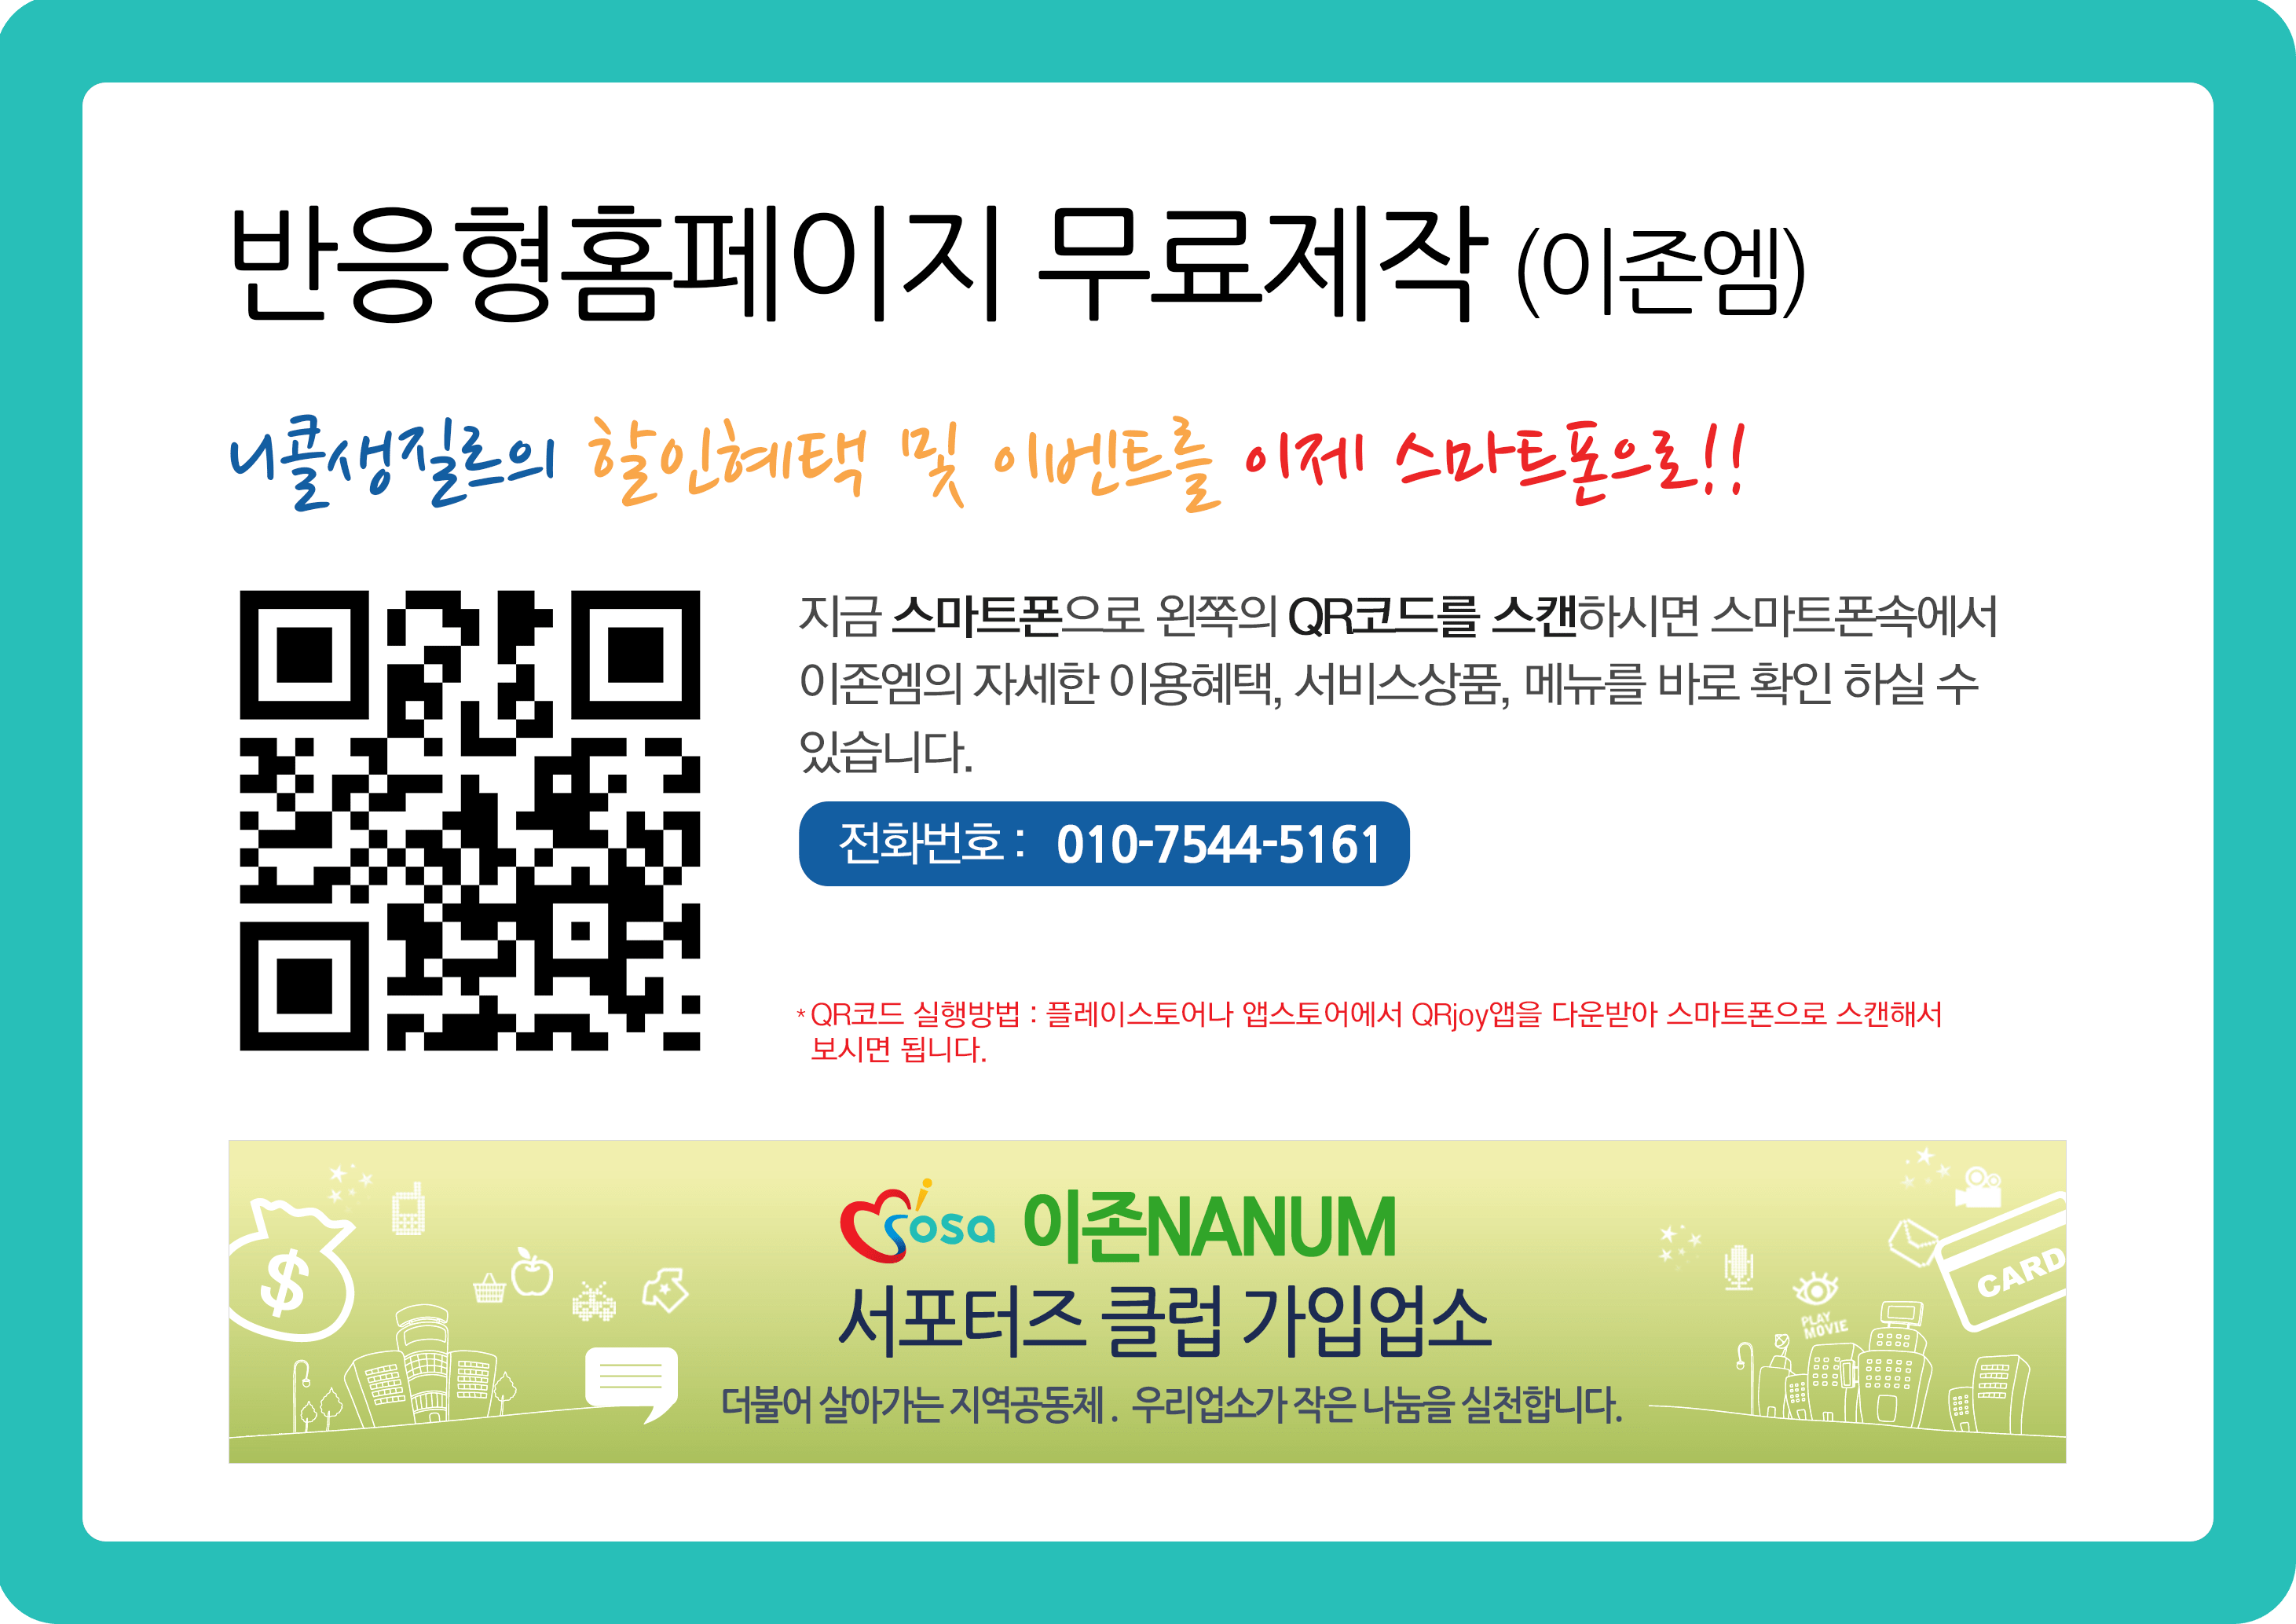 반응형홈페이지 무료제작 (이존엠)
니콜생질로의 할인혜택 및 이벤트를 이제 스마트폰으로!!
지금 스마트폰으로 왼쪽의 QR코드를 스캔하시면 스마트폰속에서
이존엠의 자세한 이용혜택, 서비스상품, 메뉴를 바로 확인 하실 수
있습니다.
전화번호 : 010-7544-5161
* QR코드 실행방법 : 플레이스토어나 앱스토어에서 QRjoy앱을 다운받아 스마트폰으로 스캔해서
보시면 됩니다.
sosa 이존NANUM
서포터즈 클럽 가입업소
더불어 살아가는 지역공동체. 우리업소가 작은 나눔을 실천합니다.
$
PLAY
MOVIE
CARD